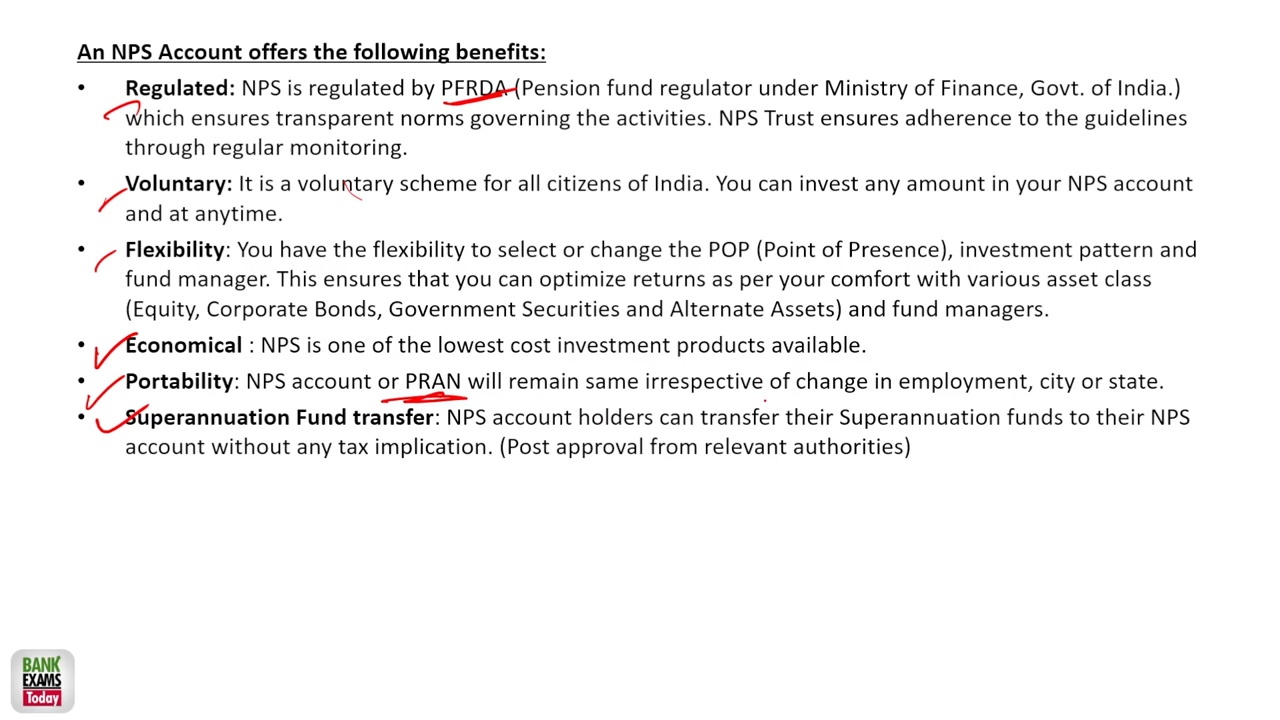 An NPS Account offers the following benefits:
• Regulated: NPS is regulated by PFRDA (Pension fund regulator under Ministry of Finance, Govt. of India.)
which ensures transparent norms governing the activities. NPS Trust ensures adherence to the guidelines
through regular monitoring.
• Voluntary: It is a voluntary scheme for all citizens of India. You can invest any amount in your NPS account
and at anytime.
• Flexibility: You have the flexibility to select or change the POP (Point of Presence), investment pattern and
fund manager. This ensures that you can optimize returns as per your comfort with various asset class
(Equity, Corporate Bonds, Government Securities and Alternate Assets) and fund managers.
• Economical : NPS is one of the lowest cost investment products available.
• Portability: NPS account or PRAN will remain same irrespective of change in employment, city or state.
• Superannuation Fund transfer: NPS account holders can transfer their Superannuation funds to their NPS
account without any tax implication. (Post approval from relevant authorities)
BANK
EXAMS
Today